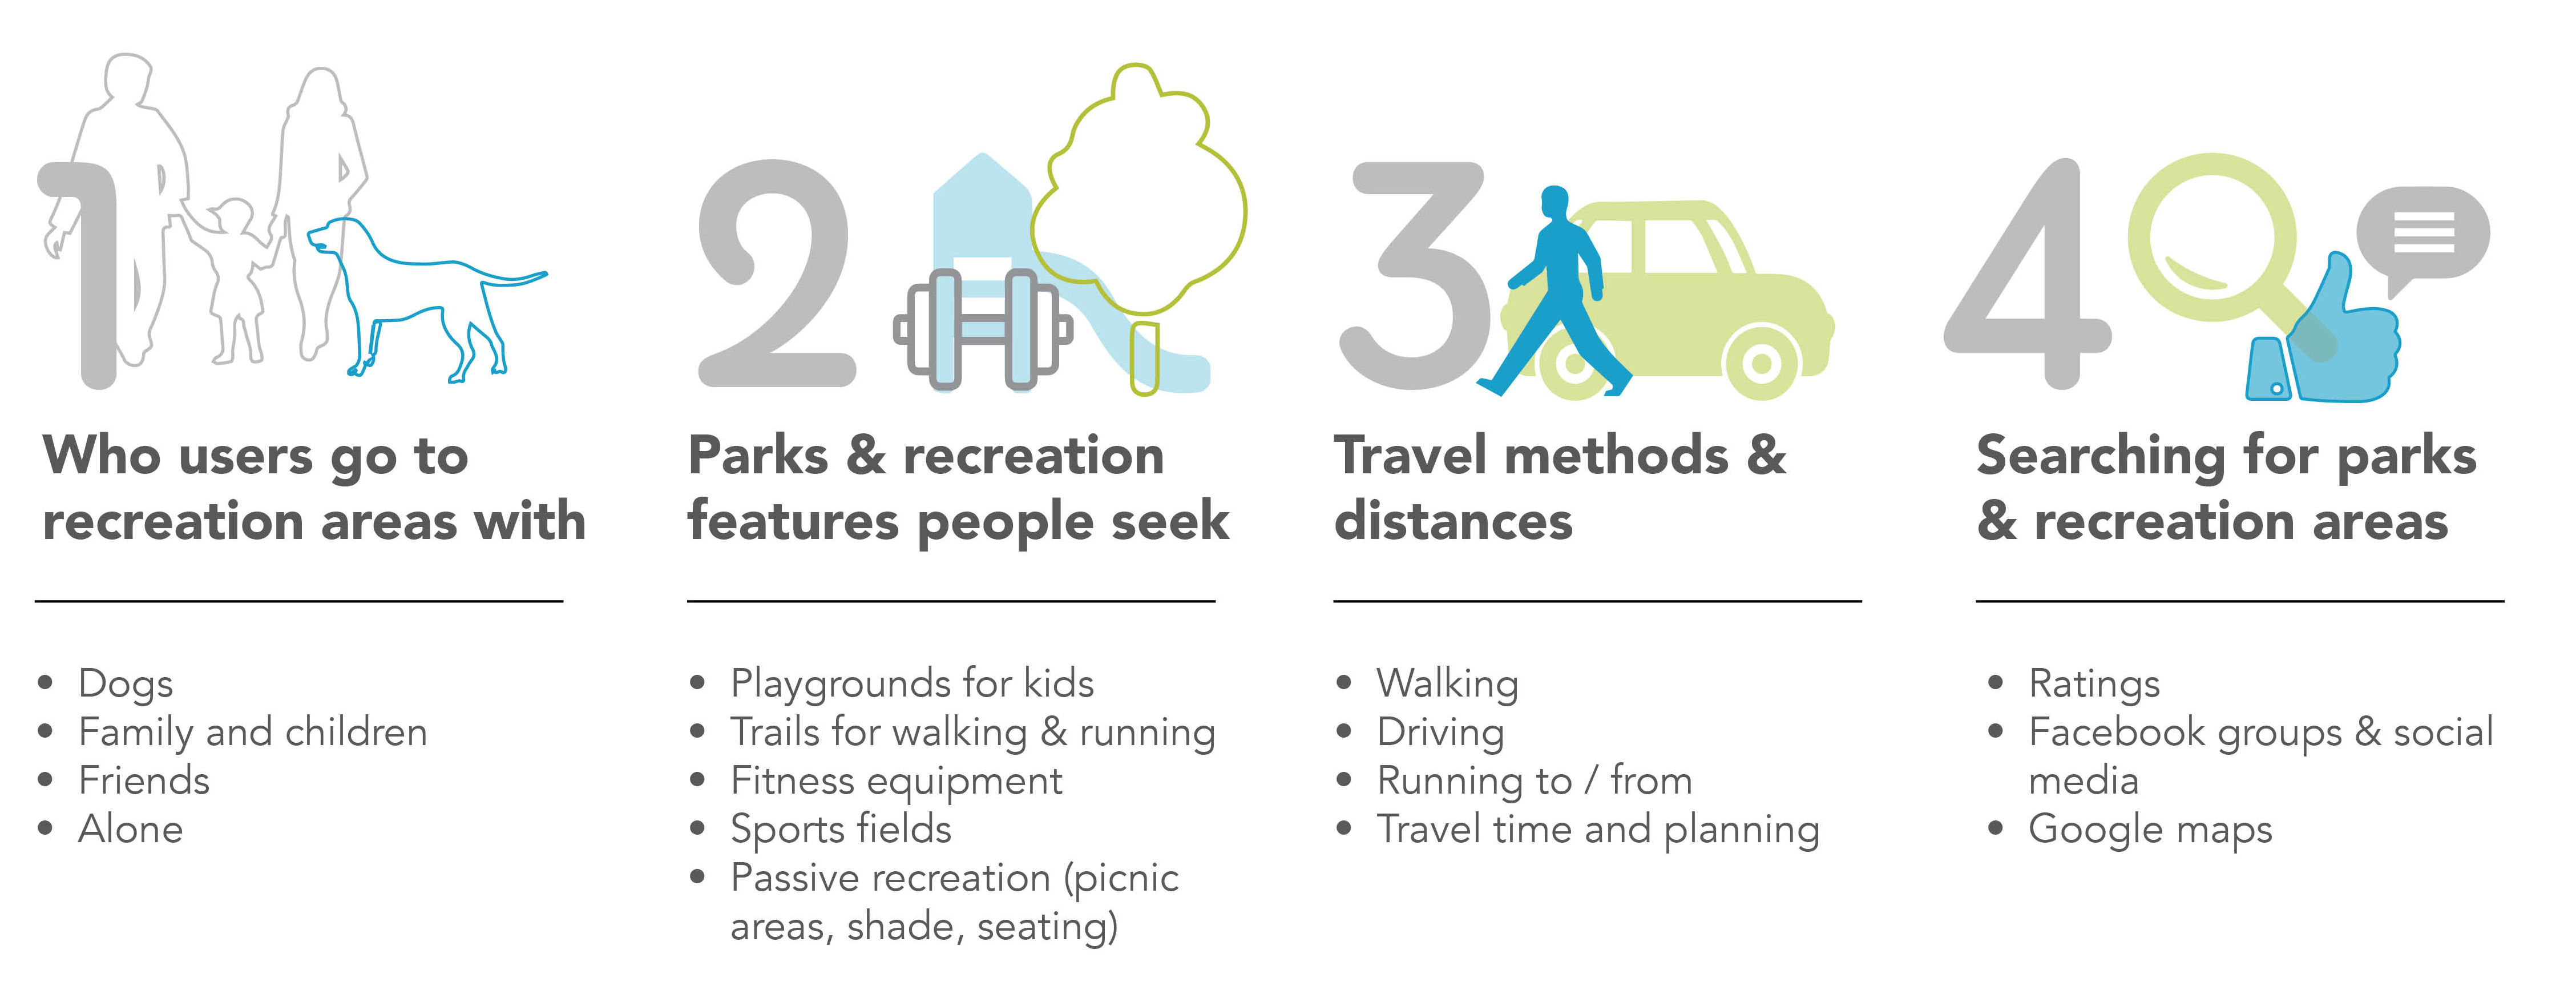 1
Who users go to
recreation areas with
• Dogs
• Family and children
• Friends
• Alone
2
Parks & recreation
features people seek
• Playgrounds for kids
• Trails for walking & running
• Fitness equipment
• Sports fields
• Passive recreation (picnic
areas, shade, seating)
3
Travel methods &
distances
• Walking
• Driving
• Running to / from
• Travel time and planning
4
Searching for parks
& recreation areas
• Ratings
• Facebook groups & social
media
• Google maps